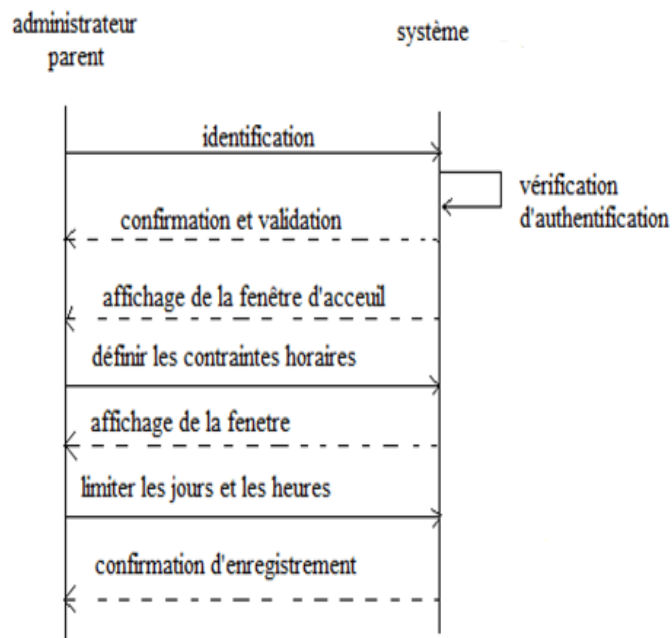 administrateur
parent
système
identification
vérification
d'authentification
confirmation et validation
affichage de la fenêtre d'acceuil
définir les contraintes horaires
affichage de la fenetre
limiter les jours et les heures
confirmation d'enregistrement